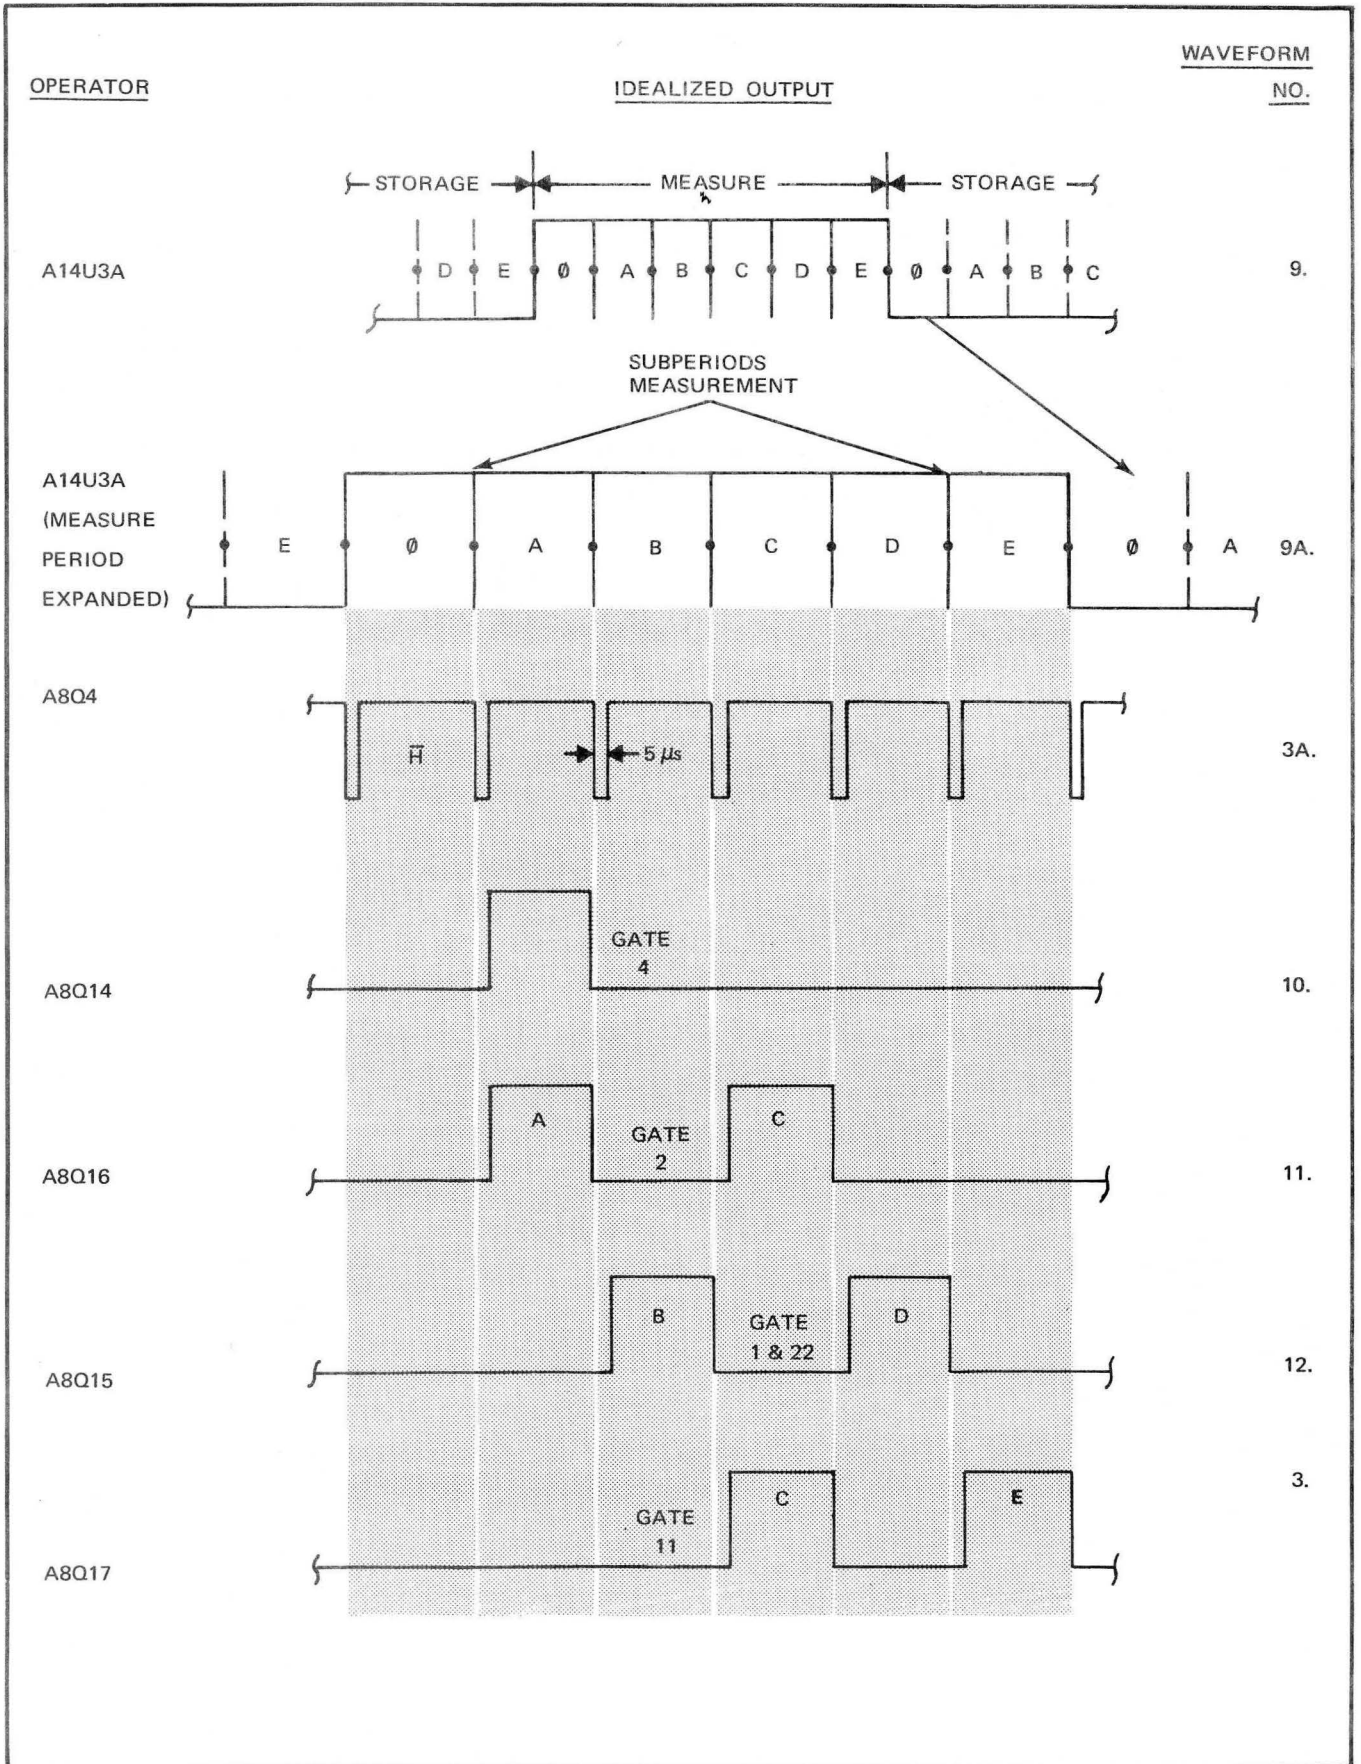 WAVEFORM
OPERATOR IDEALIZED OUTPUT NO.
STORAGE MEASURE STORAGE
A14U3A D E Ø A B C D E Ø A B C 9.
SUBPERIODS
MEASUREMENT
A14U3A
(MEASURE
PERIOD E Ø A B C D E Ø A 9A.
EXPANDED)
A8Q4
H̅ 5 µs 3A.
GATE
4
A8Q14 10.
A C
GATE
2
A8Q16 11.
B D
GATE
1 & 22
A8Q15 12.
3.
C E
GATE
11
A8Q17